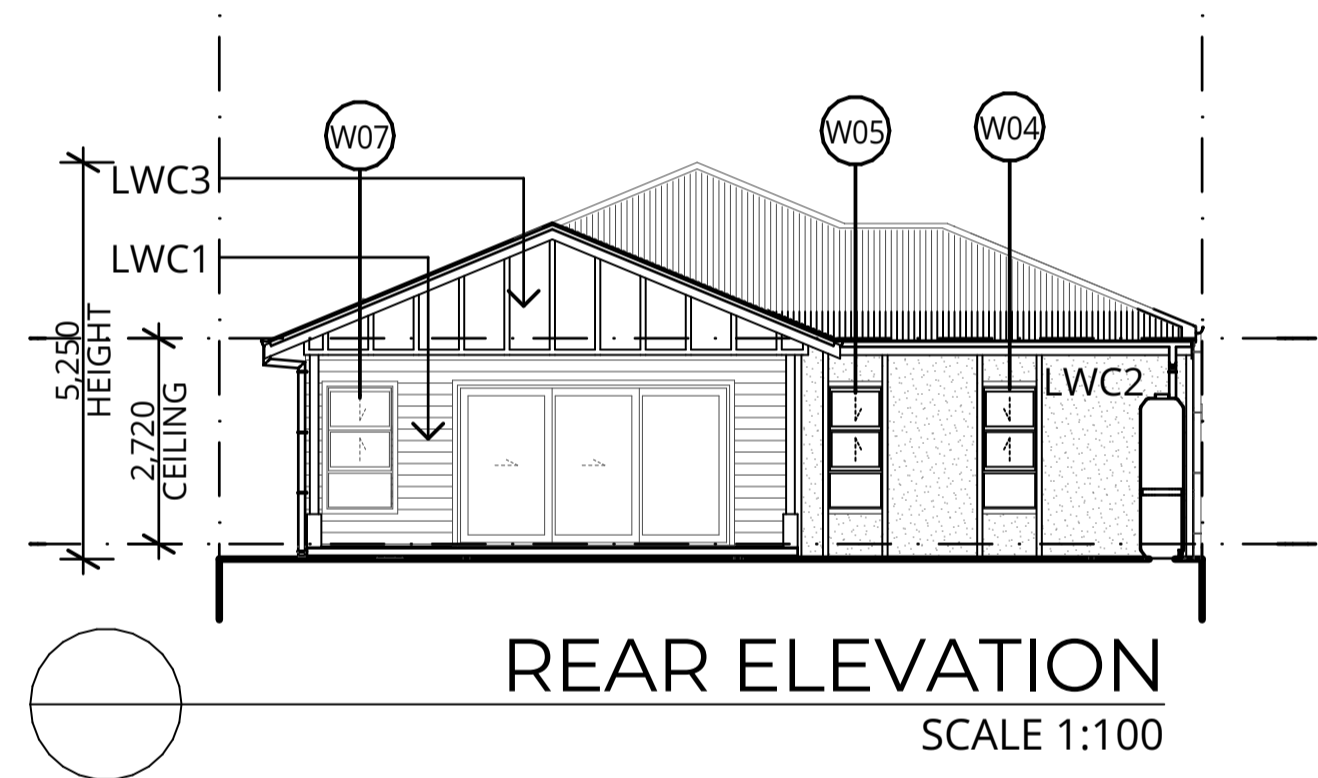 W07
W05
W04
LWC3
LWC1
5,250
HEIGHT
2,720
CEILING
LWC2
REAR ELEVATION
SCALE 1:100